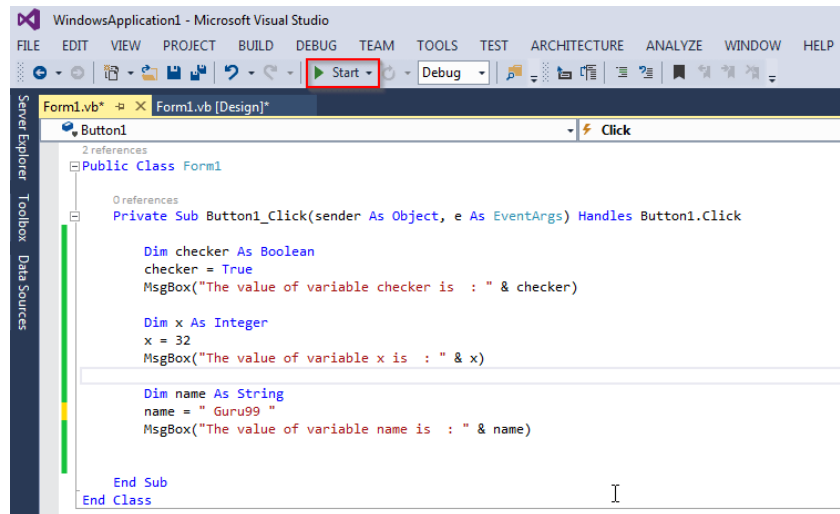 WindowsApplication1 - Microsoft Visual Studio
FILE EDIT VIEW PROJECT BUILD DEBUG TEAM TOOLS TEST ARCHITECTURE ANALYZE WINDOW HELP
Start Debug
Server Explorer
Toolbox
Data Sources
Form1.vb* Form1.vb [Design]*
Button1 Click
2 references
Public Class Form1
0 references
Private Sub Button1_Click(sender As Object, e As EventArgs) Handles Button1.Click
Dim checker As Boolean
checker = True
MsgBox("The value of variable checker is  : " & checker)
Dim x As Integer
x = 32
MsgBox("The value of variable x is  : " & x)
Dim name As String
name = " Guru99 "
MsgBox("The value of variable name is  : " & name)
End Sub
End Class